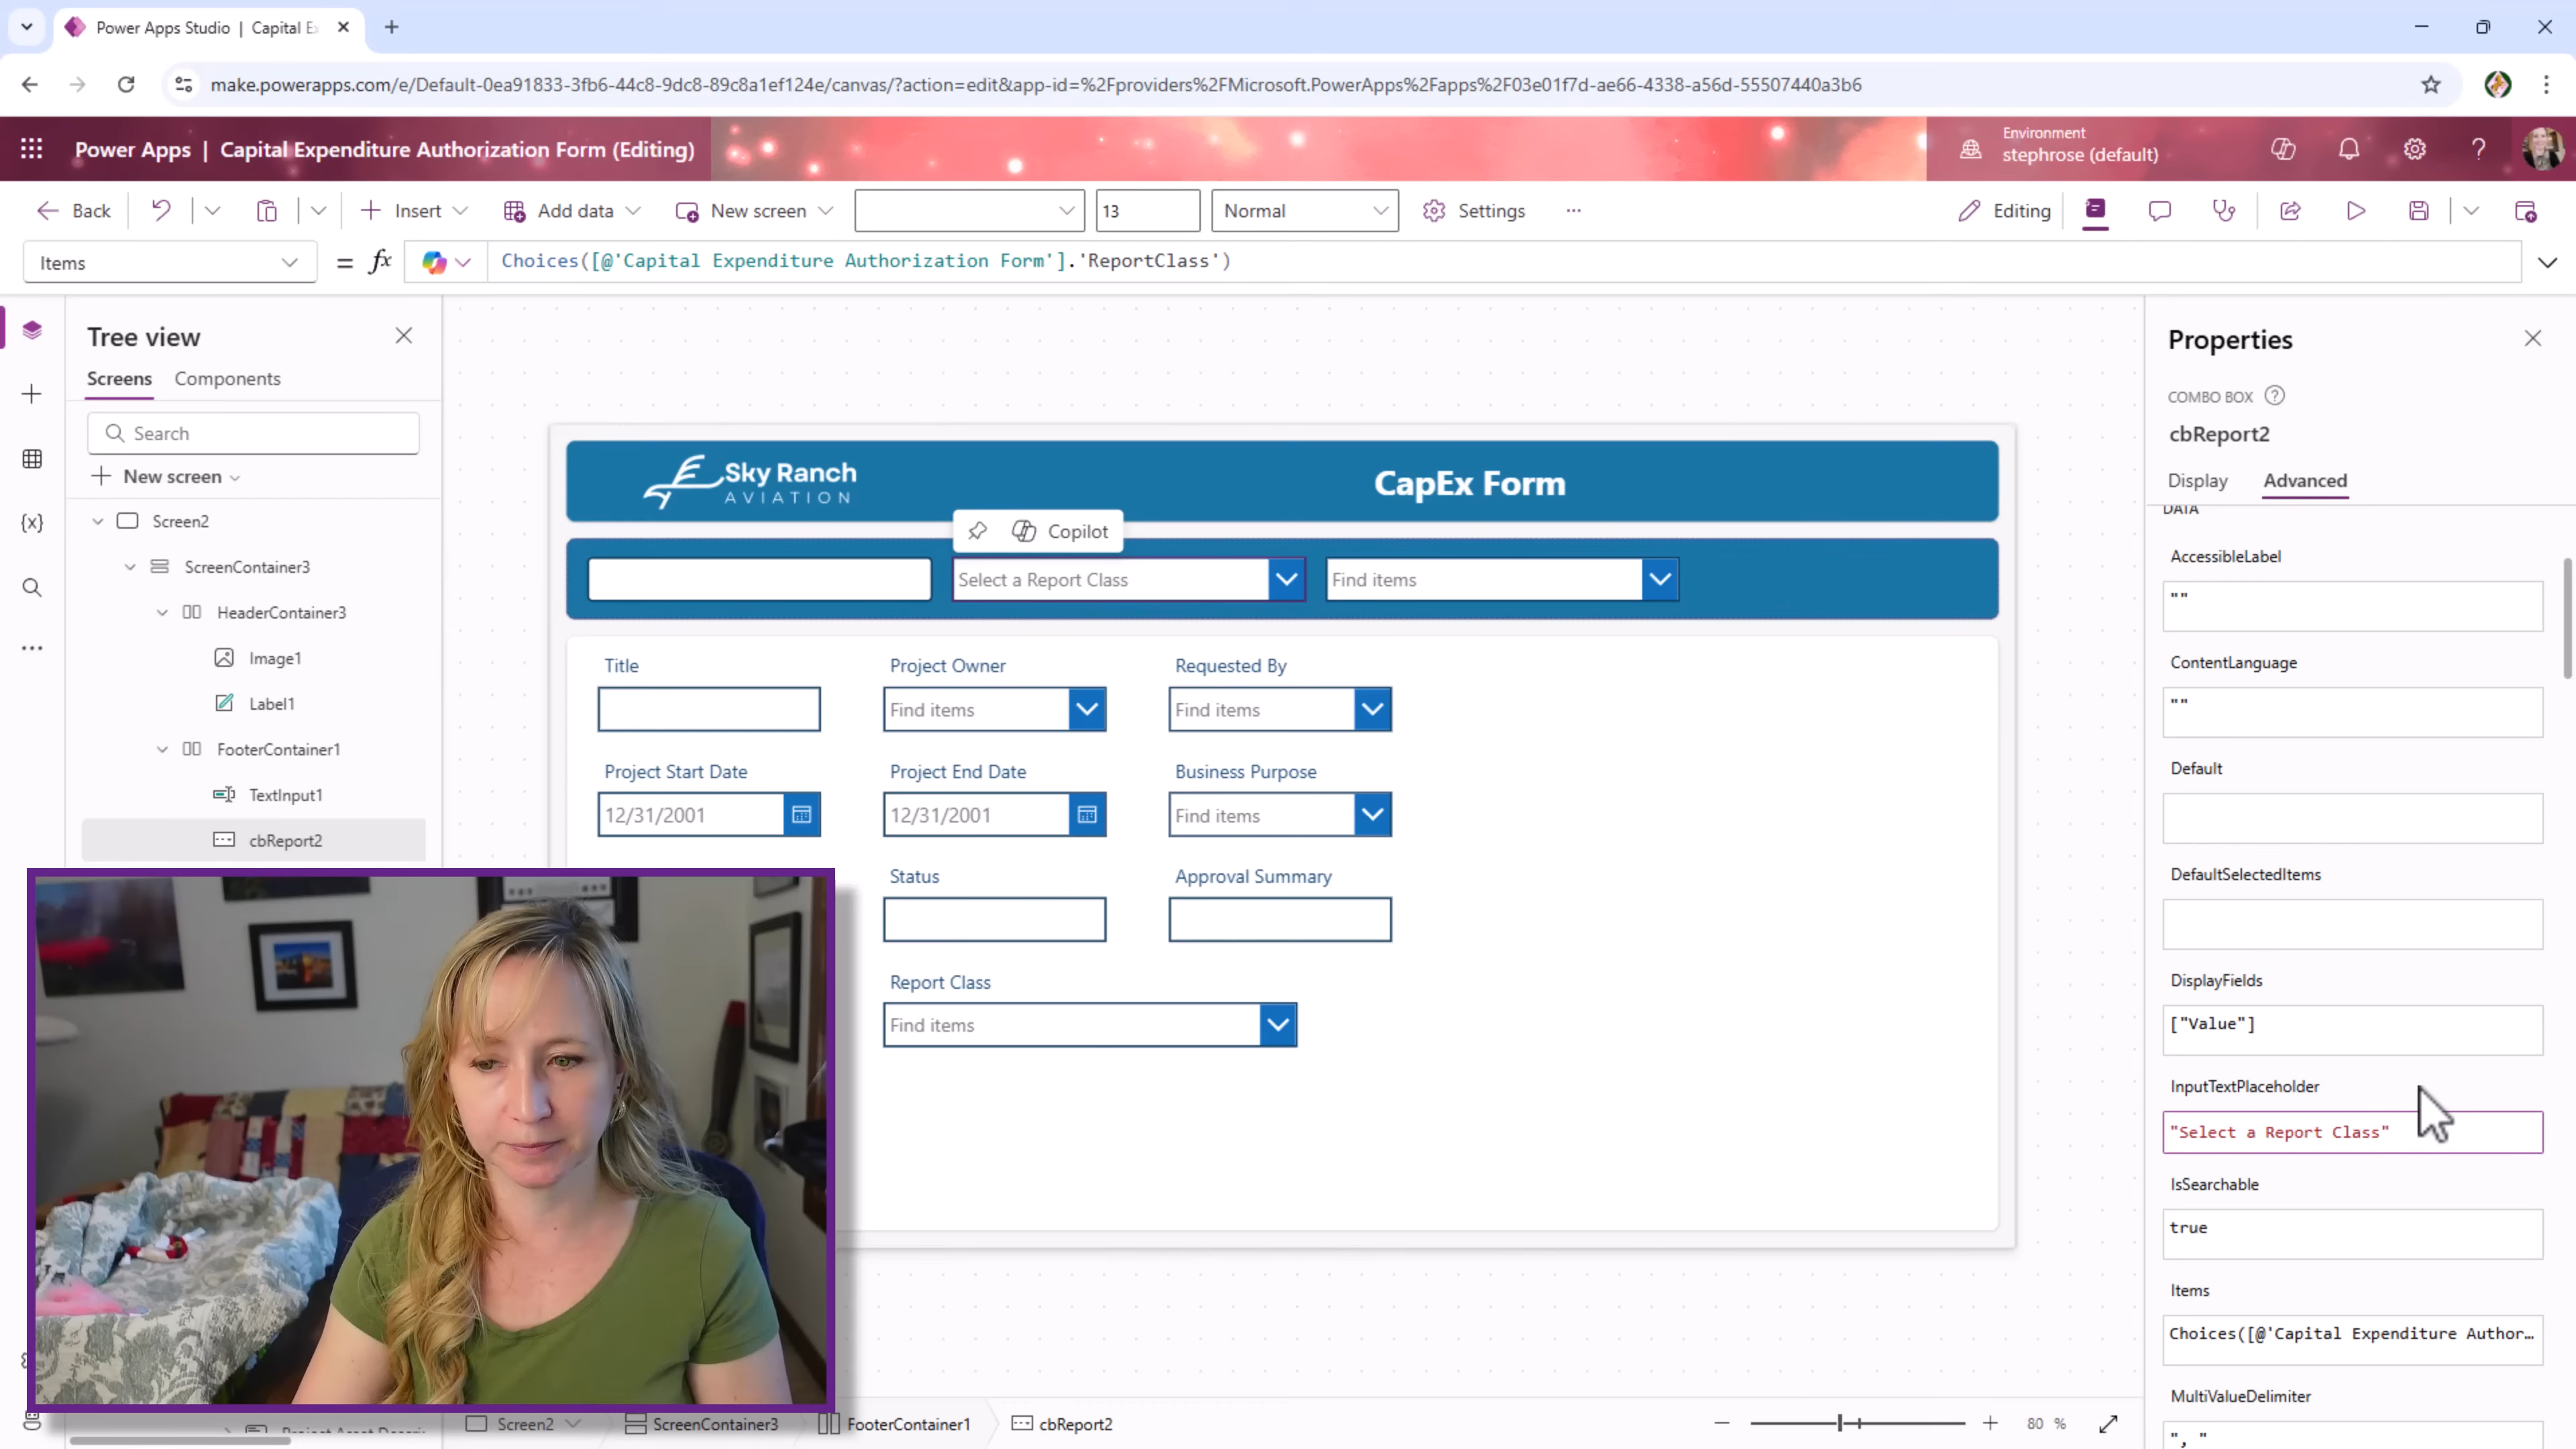 Power Apps Studio | Capital Ex
make.powerapps.com/e/Default-0ea91833-3fb6-44c8-9dc8-89c8a1ef124e/canvas/?action=edit&app-id=%2Fproviders%2FMicrosoft.PowerApps%2Fapps%2F03e01f7d-ae66-4338-a56d-55507440a3b6
Power Apps | Capital Expenditure Authorization Form (Editing)
Environment
stephrose (default)
Back
Insert
Add data
New screen
13
Normal
Settings
Editing
Items
= fx
Choices([@'Capital Expenditure Authorization Form'].'ReportClass')
Tree view
Screens
Components
Search
New screen
Screen2
ScreenContainer3
HeaderContainer3
Image1
Label1
FooterContainer1
TextInput1
cbReport2
Sky Ranch
AVIATION
CapEx Form
Copilot
Select a Report Class
Find items
Title
Project Owner
Requested By
Find items
Find items
Project Start Date
Project End Date
Business Purpose
12/31/2001
12/31/2001
Find items
Status
Approval Summary
Report Class
Find items
Properties
COMBO BOX
cbReport2
Display
Advanced
DATA
AccessibleLabel
""
ContentLanguage
""
Default
DefaultSelectedItems
DisplayFields
["Value"]
InputTextPlaceholder
"Select a Report Class"
IsSearchable
true
Items
Choices([@'Capital Expenditure Author...
MultiValueDelimiter
", "
Screen2
ScreenContainer3
FooterContainer1
cbReport2
80 %